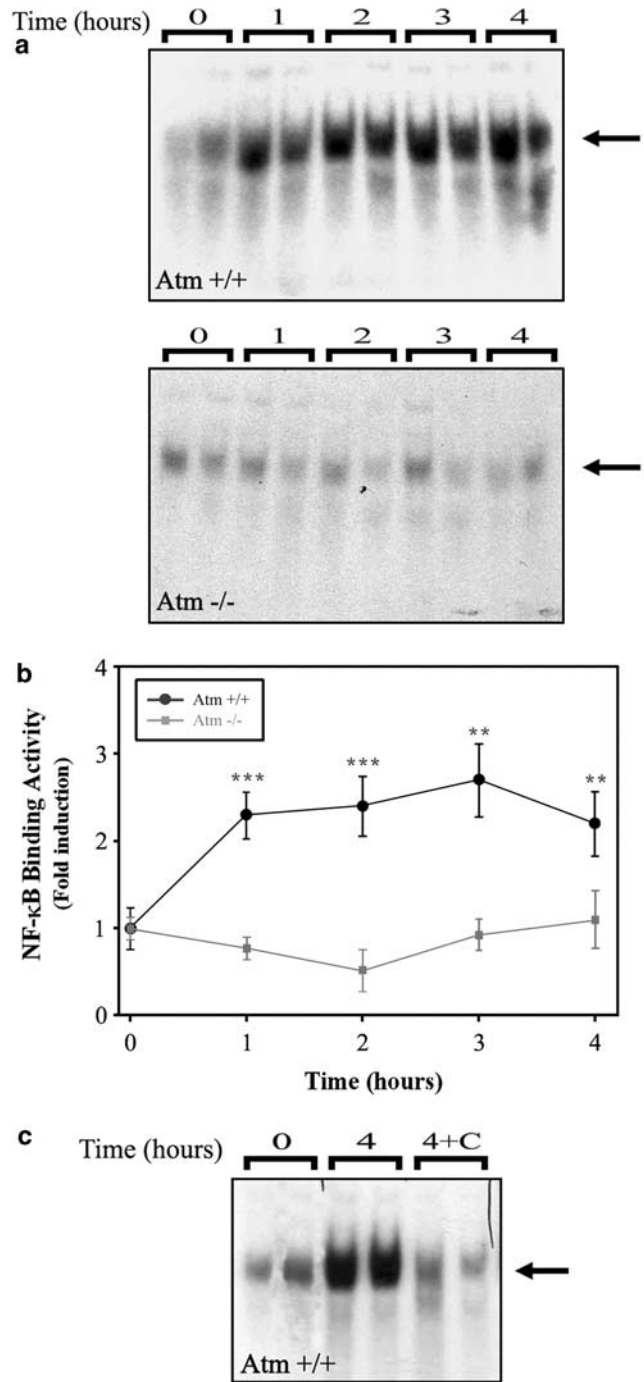 Time (hours) 0 1 2 3 4
a
Atm +/+
0 1 2 3 4
Atm -/-
b
4
Atm +/+
Atm -/-
3
2
1
0
*** *** ** **
NF-κB Binding Activity
(Fold induction)
0 1 2 3 4
Time (hours)
c
Time (hours) 0 4 4+C
Atm +/+